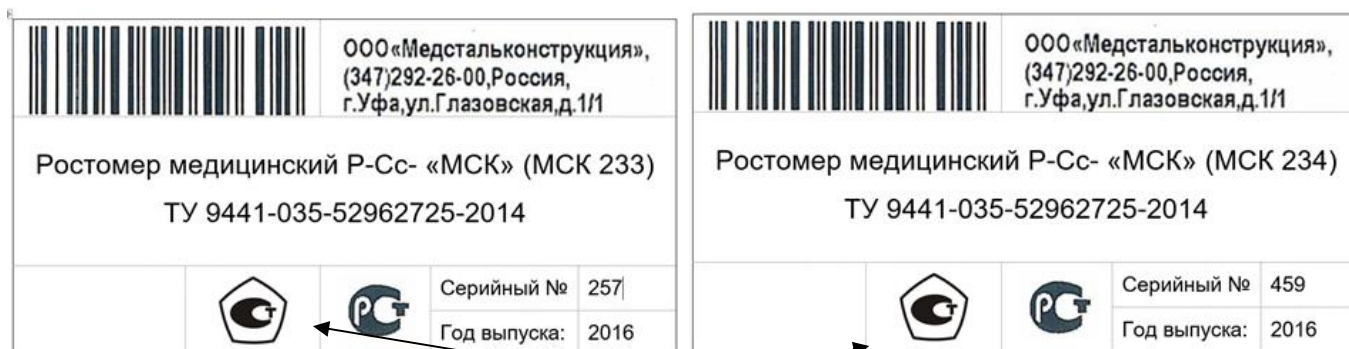 ООО«Медстальконструкция»,
(347)292-26-00,Россия,
г.Уфа,ул.Глазовская,д.1/1
Ростомер медицинский Р-Сс- «МСК» (МСК 233)
ТУ 9441-035-52962725-2014
Серийный № 257
Год выпуска: 2016
ООО«Медстальконструкция»,
(347)292-26-00,Россия,
г.Уфа,ул.Глазовская,д.1/1
Ростомер медицинский Р-Сс- «МСК» (МСК 234)
ТУ 9441-035-52962725-2014
Серийный № 459
Год выпуска: 2016